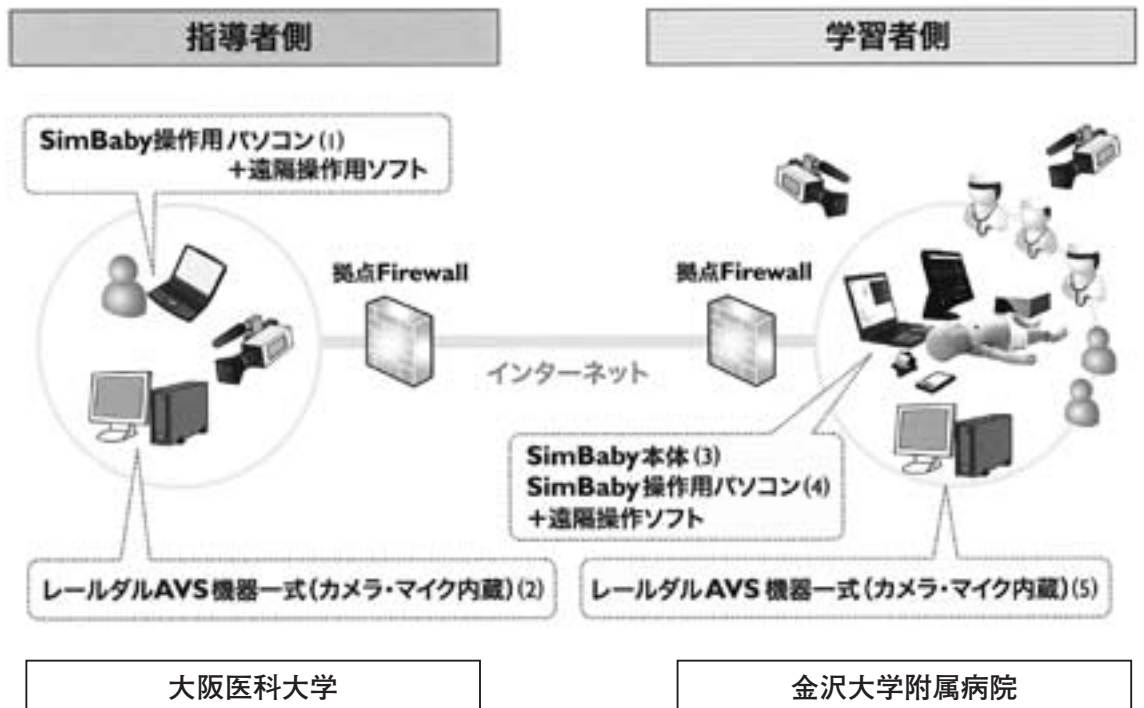 指導者側
学習者側
SimBaby操作用パソコン(1)
+遠隔操作用ソフト
拠点Firewall
拠点Firewall
インターネット
SimBaby本体(3)
SimBaby操作用パソコン(4)
+遠隔操作ソフト
レールダルAVS機器一式(カメラ・マイク内蔵)(2)
レールダルAVS機器一式(カメラ・マイク内蔵)(5)
大阪医科大学
金沢大学附属病院